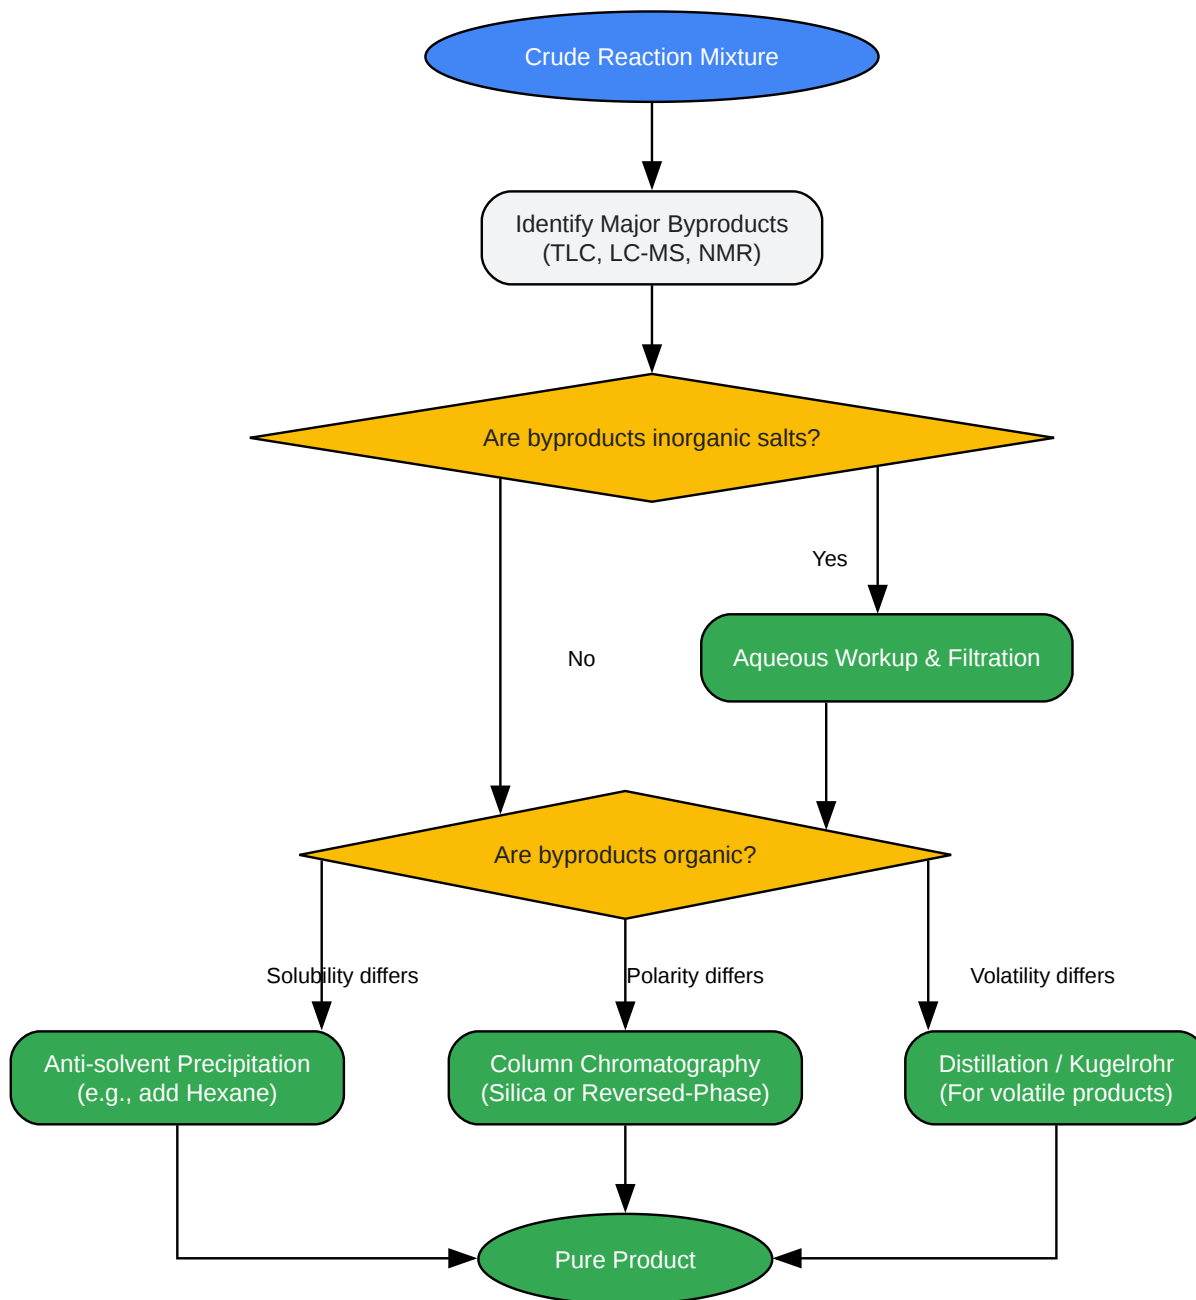 Crude Reaction Mixture
Identify Major Byproducts
(TLC, LC-MS, NMR)
Are byproducts inorganic salts?
Yes
No
Aqueous Workup & Filtration
Are byproducts organic?
Solubility differs
Polarity differs
Volatility differs
Anti-solvent Precipitation
(e.g., add Hexane)
Column Chromatography
(Silica or Reversed-Phase)
Distillation / Kugelrohr
(For volatile products)
Pure Product